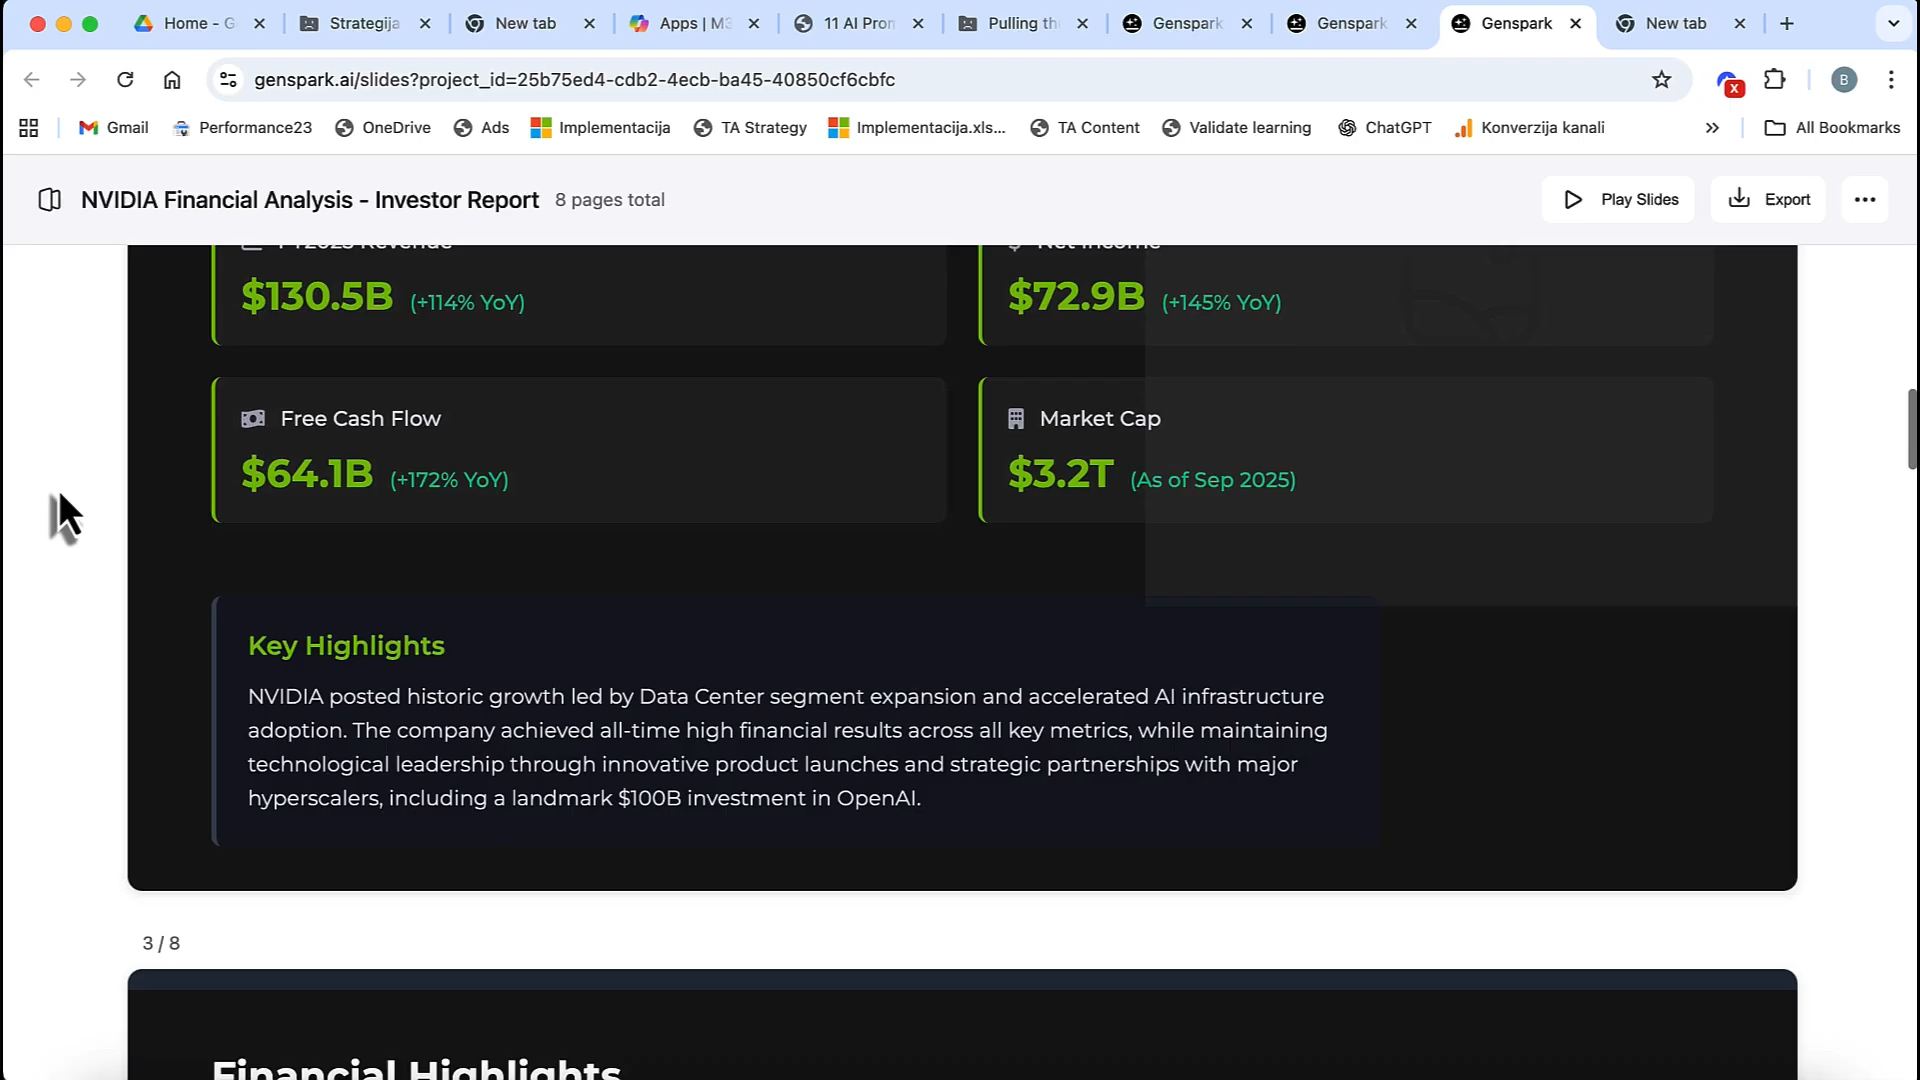 Home - G
Strategija
New tab
Apps | M3
11 AI Pron
Pulling th
Genspark
Genspark
Genspark
New tab
genspark.ai/slides?project_id=25b75ed4-cdb2-4ecb-ba45-40850cf6cbfc
X
B
Gmail
Performance23
OneDrive
Ads
Implementacija
TA Strategy
Implementacija.xls...
TA Content
Validate learning
ChatGPT
Konverzija kanali
All Bookmarks
NVIDIA Financial Analysis - Investor Report
8 pages total
Play Slides
Export
FY2025 Revenue
Net Income
$130.5B (+114% YoY)
$72.9B (+145% YoY)
Free Cash Flow
Market Cap
$64.1B (+172% YoY)
$3.2T (As of Sep 2025)
Key Highlights
NVIDIA posted historic growth led by Data Center segment expansion and accelerated AI infrastructure
adoption. The company achieved all-time high financial results across all key metrics, while maintaining
technological leadership through innovative product launches and strategic partnerships with major
hyperscalers, including a landmark $100B investment in OpenAI.
3 / 8
Financial Highlights